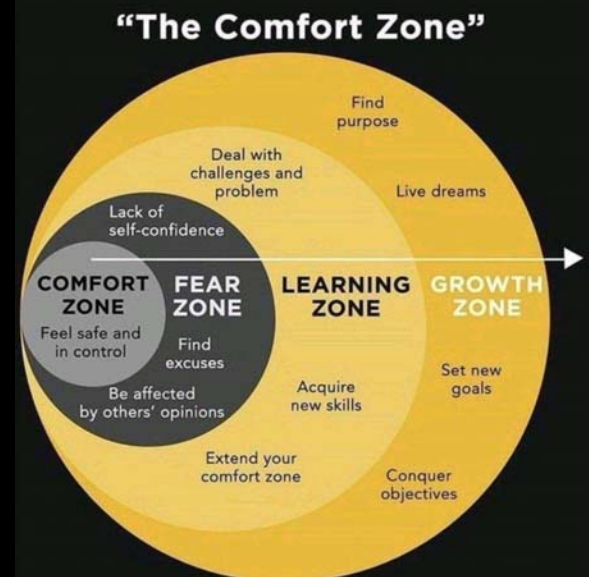 “The Comfort Zone”
Find
purpose
Deal with
challenges and
problem
Live dreams
Lack of
self-confidence
COMFORT
ZONE
Feel safe and
in control
FEAR
ZONE
Find
excuses
Be affected
by others' opinions
LEARNING
ZONE
Acquire
new skills
Extend your
comfort zone
GROWTH
ZONE
Set new
goals
Conquer
objectives